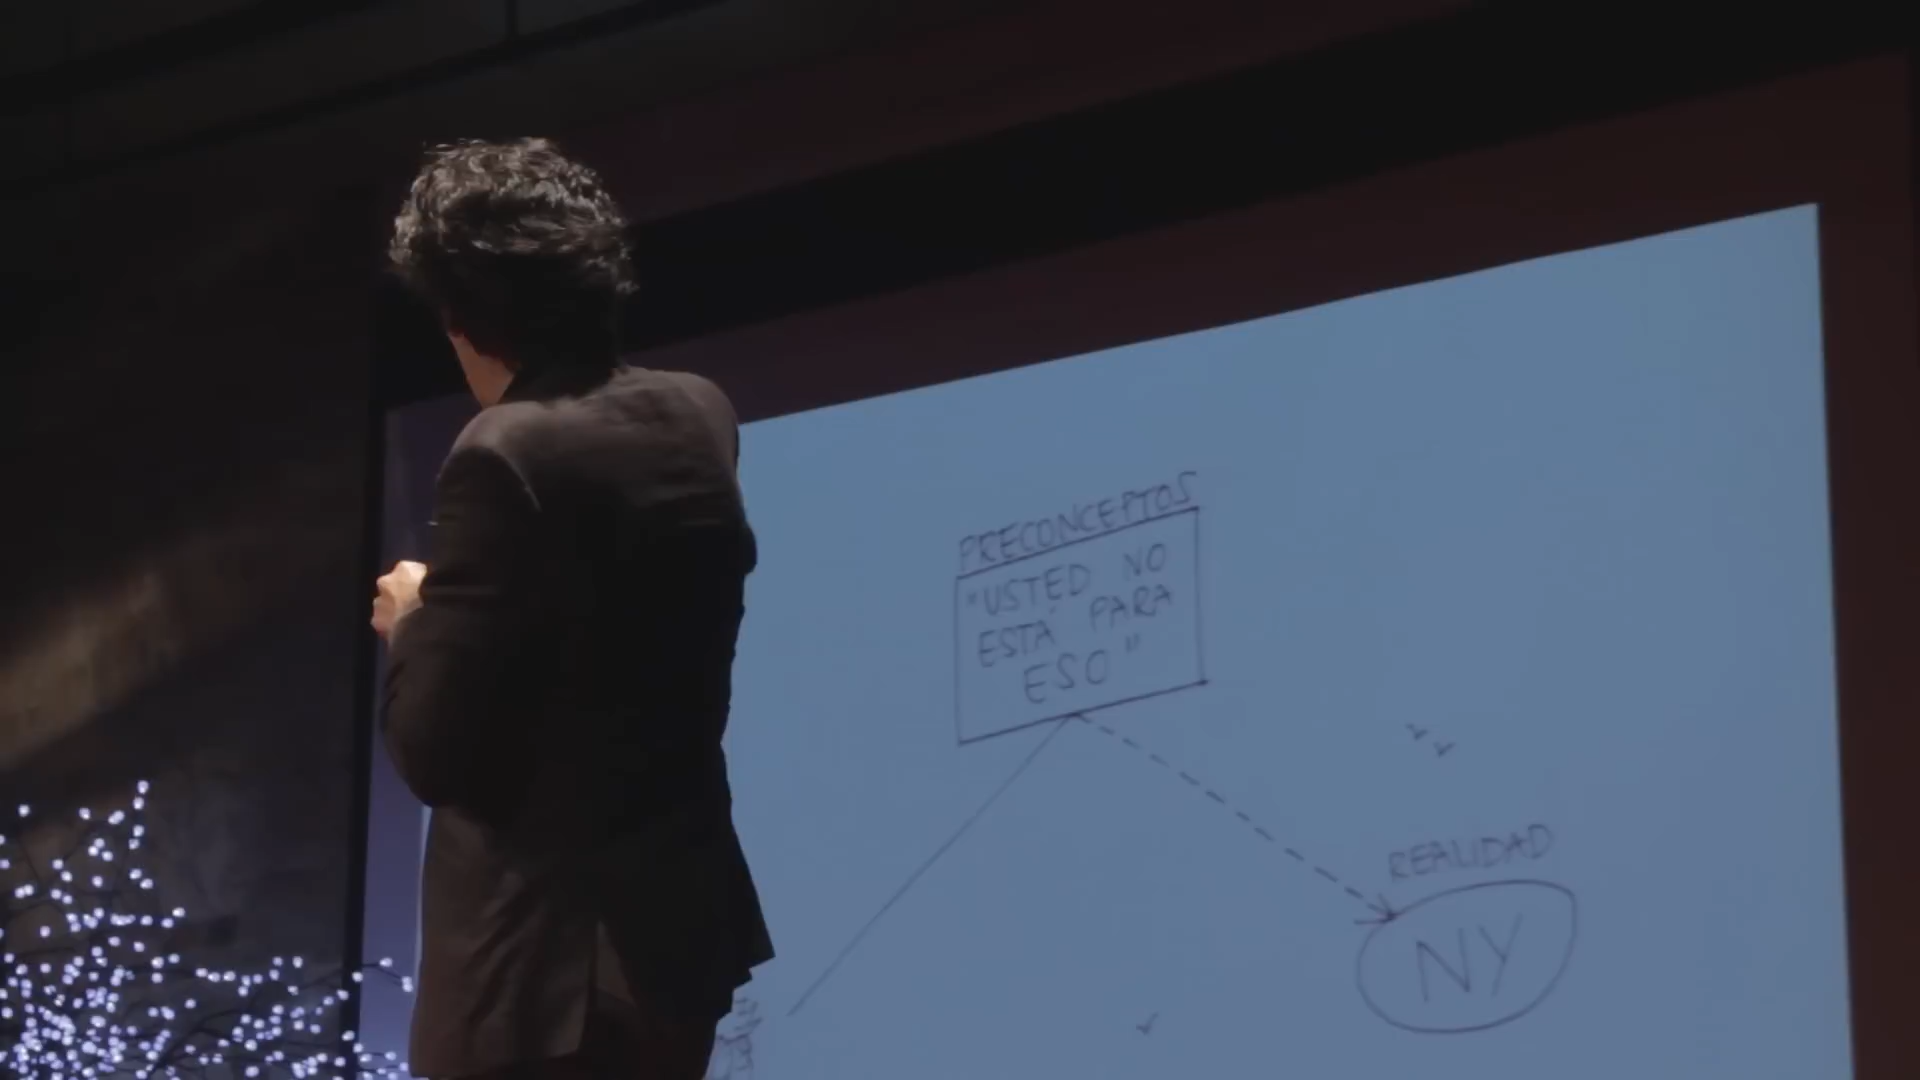 PRECONCEPTOS
"USTED NO
ESTÁ PARA
ESO"
REALIDAD
NY